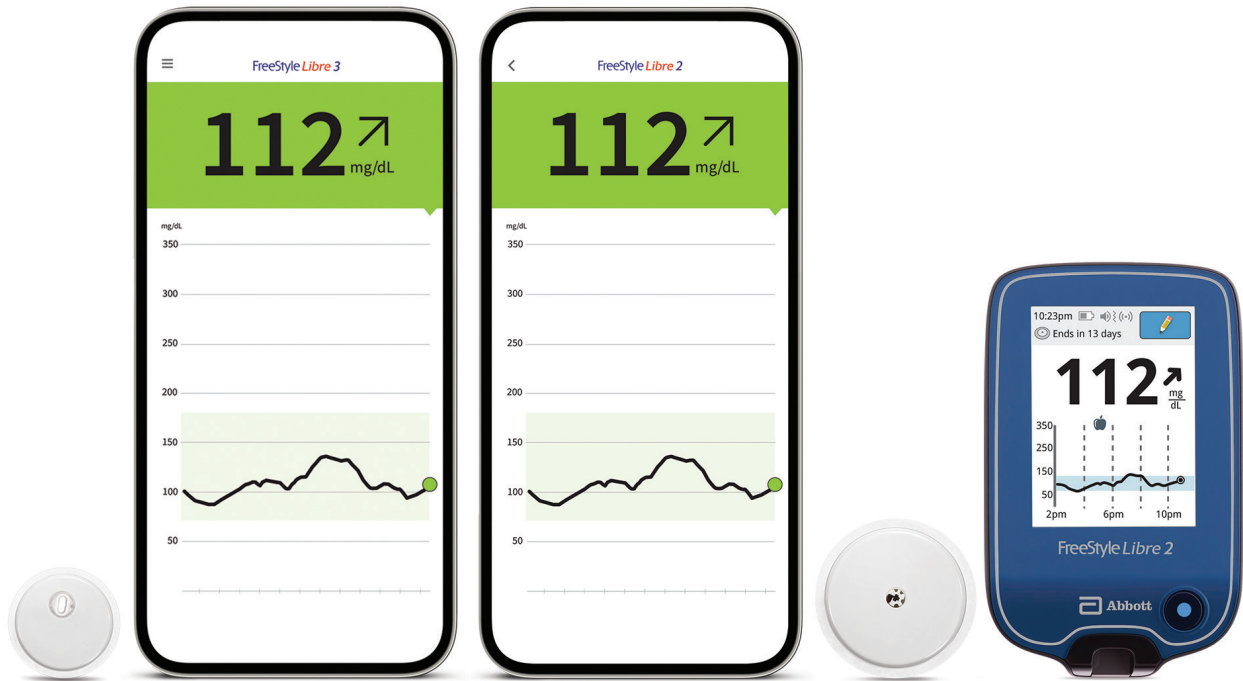 FreeStyle Libre 3
112
mg/dL
mg/dL
350
300
250
200
150
100
50
FreeStyle Libre 2
112
mg/dL
mg/dL
350
300
250
200
150
100
50
10:23pm
Ends in 13 days
112
mg
dL
350
250
150
50
2pm 6pm 10pm
FreeStyle Libre 2
Abbott